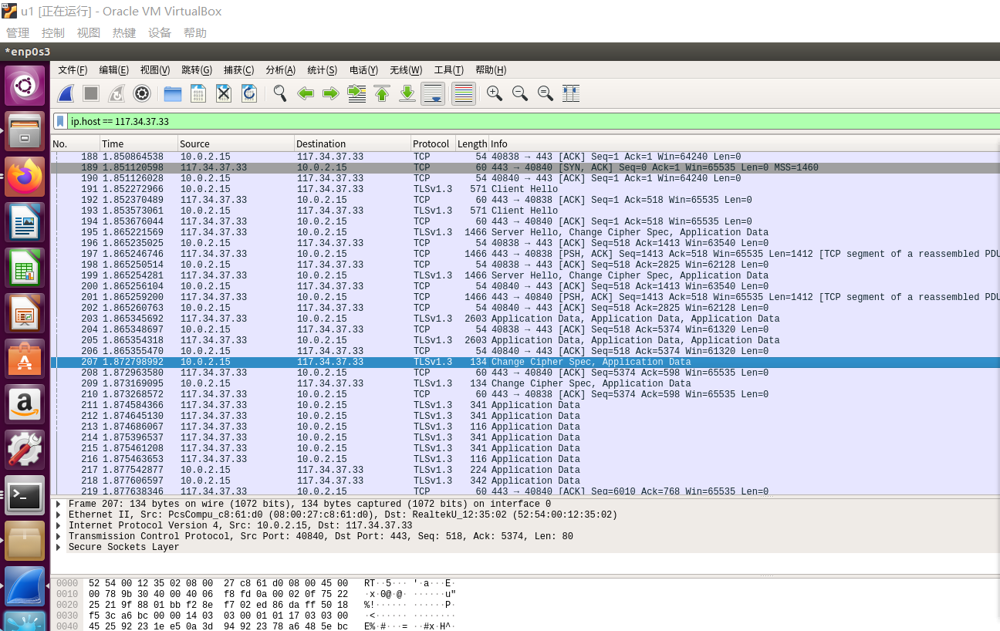 u1 [正在运行] - Oracle VM VirtualBox
管理 控制 视图 热键 设备 帮助
*enp0s3
文件(F) 编辑(E) 视图(V) 跳转(G) 捕获(C) 分析(A) 统计(S) 电话(Y) 无线(W) 工具(T) 帮助(H)
ip.host == 117.34.37.33
No. Time Source Destination Protocol Length Info
188 1.850864538 10.0.2.15 117.34.37.33 TCP 54 40838 → 443 [ACK] Seq=1 Ack=1 Win=64240 Len=0
189 1.851120598 117.34.37.33 10.0.2.15 TCP 60 443 → 40840 [SYN, ACK] Seq=0 Ack=1 Win=65535 Len=0 MSS=1460
190 1.851126028 10.0.2.15 117.34.37.33 TCP 54 40840 → 443 [ACK] Seq=1 Ack=1 Win=64240 Len=0
191 1.852272966 10.0.2.15 117.34.37.33 TLSv1.3 571 Client Hello
192 1.852370489 117.34.37.33 10.0.2.15 TCP 60 443 → 40838 [ACK] Seq=1 Ack=518 Win=65535 Len=0
193 1.853573061 10.0.2.15 117.34.37.33 TLSv1.3 571 Client Hello
194 1.853676044 117.34.37.33 10.0.2.15 TCP 60 443 → 40840 [ACK] Seq=1 Ack=518 Win=65535 Len=0
195 1.865221569 117.34.37.33 10.0.2.15 TLSv1.3 1466 Server Hello, Change Cipher Spec, Application Data
196 1.865235025 10.0.2.15 117.34.37.33 TCP 54 40838 → 443 [ACK] Seq=518 Ack=1413 Win=63540 Len=0
197 1.865246746 117.34.37.33 10.0.2.15 TCP 1466 443 → 40838 [PSH, ACK] Seq=1413 Ack=518 Win=65535 Len=1412 [TCP segment of a reassembled PDU
198 1.865250514 10.0.2.15 117.34.37.33 TCP 54 40838 → 443 [ACK] Seq=518 Ack=2825 Win=62128 Len=0
199 1.865254281 117.34.37.33 10.0.2.15 TLSv1.3 1466 Server Hello, Change Cipher Spec, Application Data
200 1.865256104 10.0.2.15 117.34.37.33 TCP 54 40840 → 443 [ACK] Seq=518 Ack=1413 Win=63540 Len=0
201 1.865259200 117.34.37.33 10.0.2.15 TCP 1466 443 → 40840 [PSH, ACK] Seq=1413 Ack=518 Win=65535 Len=1412 [TCP segment of a reassembled PDU
202 1.865260763 10.0.2.15 117.34.37.33 TCP 54 40840 → 443 [ACK] Seq=518 Ack=2825 Win=62128 Len=0
203 1.865345692 117.34.37.33 10.0.2.15 TLSv1.3 2603 Application Data, Application Data, Application Data
204 1.865348697 10.0.2.15 117.34.37.33 TCP 54 40838 → 443 [ACK] Seq=518 Ack=5374 Win=61320 Len=0
205 1.865354318 117.34.37.33 10.0.2.15 TLSv1.3 2603 Application Data, Application Data, Application Data
206 1.865355470 10.0.2.15 117.34.37.33 TCP 54 40840 → 443 [ACK] Seq=518 Ack=5374 Win=61320 Len=0
207 1.872798992 10.0.2.15 117.34.37.33 TLSv1.3 134 Change Cipher Spec, Application Data
208 1.872963580 117.34.37.33 10.0.2.15 TCP 60 443 → 40840 [ACK] Seq=5374 Ack=598 Win=65535 Len=0
209 1.873169095 10.0.2.15 117.34.37.33 TLSv1.3 134 Change Cipher Spec, Application Data
210 1.873268572 117.34.37.33 10.0.2.15 TCP 60 443 → 40838 [ACK] Seq=5374 Ack=598 Win=65535 Len=0
211 1.874584366 117.34.37.33 10.0.2.15 TLSv1.3 341 Application Data
212 1.874645130 117.34.37.33 10.0.2.15 TLSv1.3 341 Application Data
213 1.874686067 117.34.37.33 10.0.2.15 TLSv1.3 116 Application Data
214 1.875396537 117.34.37.33 10.0.2.15 TLSv1.3 341 Application Data
215 1.875461208 117.34.37.33 10.0.2.15 TLSv1.3 341 Application Data
216 1.875463653 117.34.37.33 10.0.2.15 TLSv1.3 116 Application Data
217 1.877542877 10.0.2.15 117.34.37.33 TLSv1.3 224 Application Data
218 1.877606597 10.0.2.15 117.34.37.33 TLSv1.3 342 Application Data
219 1.877638346 117.34.37.33 10.0.2.15 TCP 60 443 → 40840 [ACK] Seq=6010 Ack=768 Win=65535 Len=0
Frame 207: 134 bytes on wire (1072 bits), 134 bytes captured (1072 bits) on interface 0
Ethernet II, Src: PcsCompu_c8:61:d0 (08:00:27:c8:61:d0), Dst: RealtekU_12:35:02 (52:54:00:12:35:02)
Internet Protocol Version 4, Src: 10.0.2.15, Dst: 117.34.37.33
Transmission Control Protocol, Src Port: 40840, Dst Port: 443, Seq: 518, Ack: 5374, Len: 80
Secure Sockets Layer
0000 52 54 00 12 35 02 08 00 27 c8 61 d0 08 00 45 00 RT··5··· '·a···E·
0010 00 78 9b 30 40 00 40 06 f8 fd 0a 00 02 0f 75 22 ·x·0@·@· ······u"
0020 25 21 9f 88 01 bb f2 8e f7 02 ed 86 da ff 50 18 %!······ ······P·
0030 f5 3c a6 bc 00 00 14 03 03 00 01 01 17 03 03 00 ·<······ ········
0040 45 25 92 23 1e e5 0a 3d 94 92 23 78 a6 48 5e bc E%·#···= ··#x·H^·